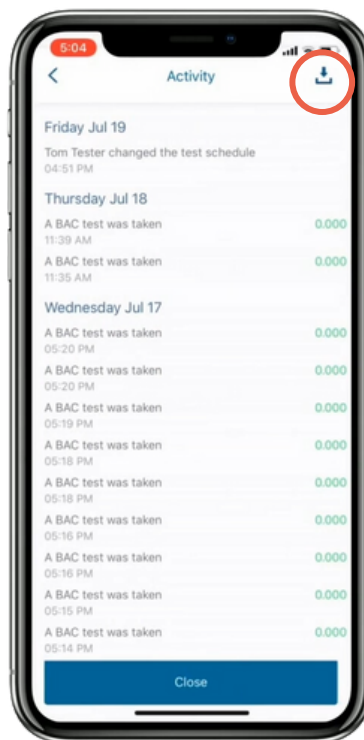 5:04
Activity
Friday Jul 19
Tom Tester changed the test schedule
04:51 PM
Thursday Jul 18
A BAC test was taken 0.000
11:39 AM
A BAC test was taken 0.000
11:35 AM
Wednesday Jul 17
A BAC test was taken 0.000
05:20 PM
A BAC test was taken 0.000
05:20 PM
A BAC test was taken 0.000
05:19 PM
A BAC test was taken 0.000
05:18 PM
A BAC test was taken 0.000
05:18 PM
A BAC test was taken 0.000
05:16 PM
A BAC test was taken 0.000
05:16 PM
A BAC test was taken 0.000
05:15 PM
A BAC test was taken 0.000
05:14 PM
Close